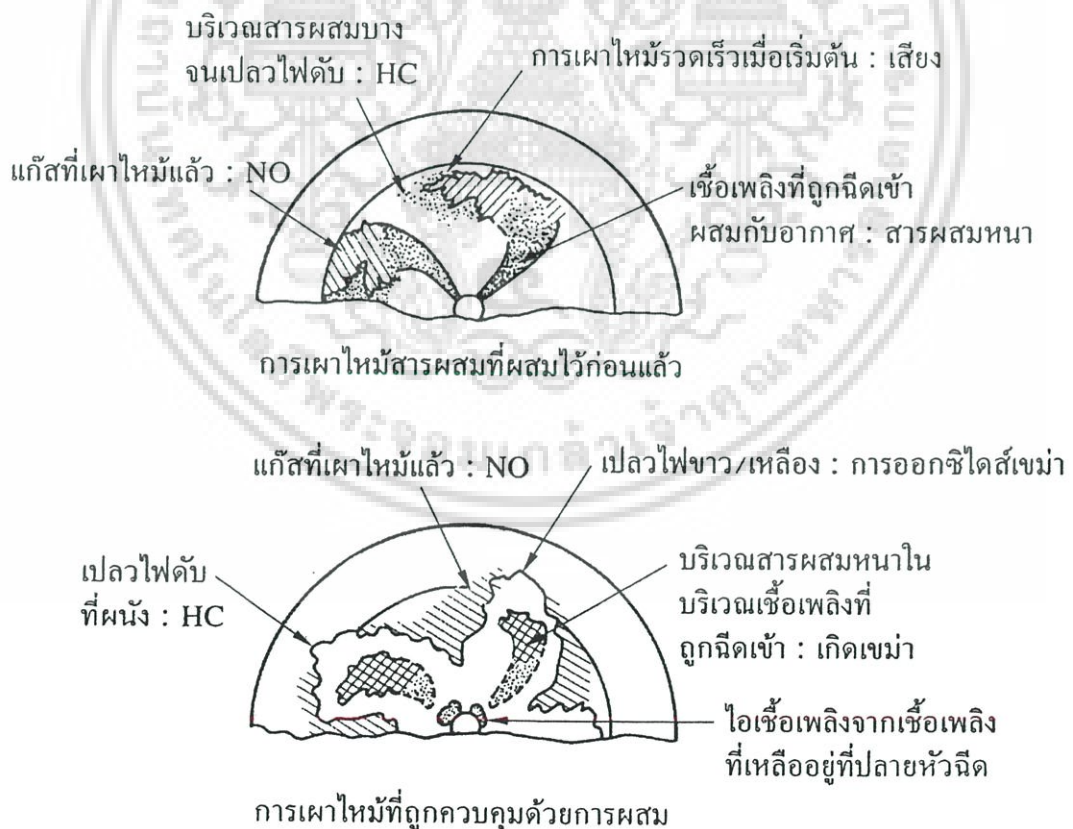 บริเวณสารผสมบาง
จนเปลวไฟดับ : HC
การเผาไหม้รวดเร็วเมื่อเริ่มต้น : เสียง
แก๊สที่เผาไหม้แล้ว : NO
เชื้อเพลิงที่ถูกฉีดเข้า
ผสมกับอากาศ : สารผสมหนา
การเผาไหม้สารผสมที่ผสมไว้ก่อนแล้ว
แก๊สที่เผาไหม้แล้ว : NO
เปลวไฟขาว/เหลือง : การออกซิไดส์เขม่า
เปลวไฟดับ
ที่ผนัง : HC
บริเวณสารผสมหนาใน
บริเวณเชื้อเพลิงที่
ถูกฉีดเข้า : เกิดเขม่า
ไอเชื้อเพลิงจากเชื้อเพลิง
ที่เหลืออยู่ที่ปลายหัวฉีด
การเผาไหม้ที่ถูกควบคุมด้วยการผสม